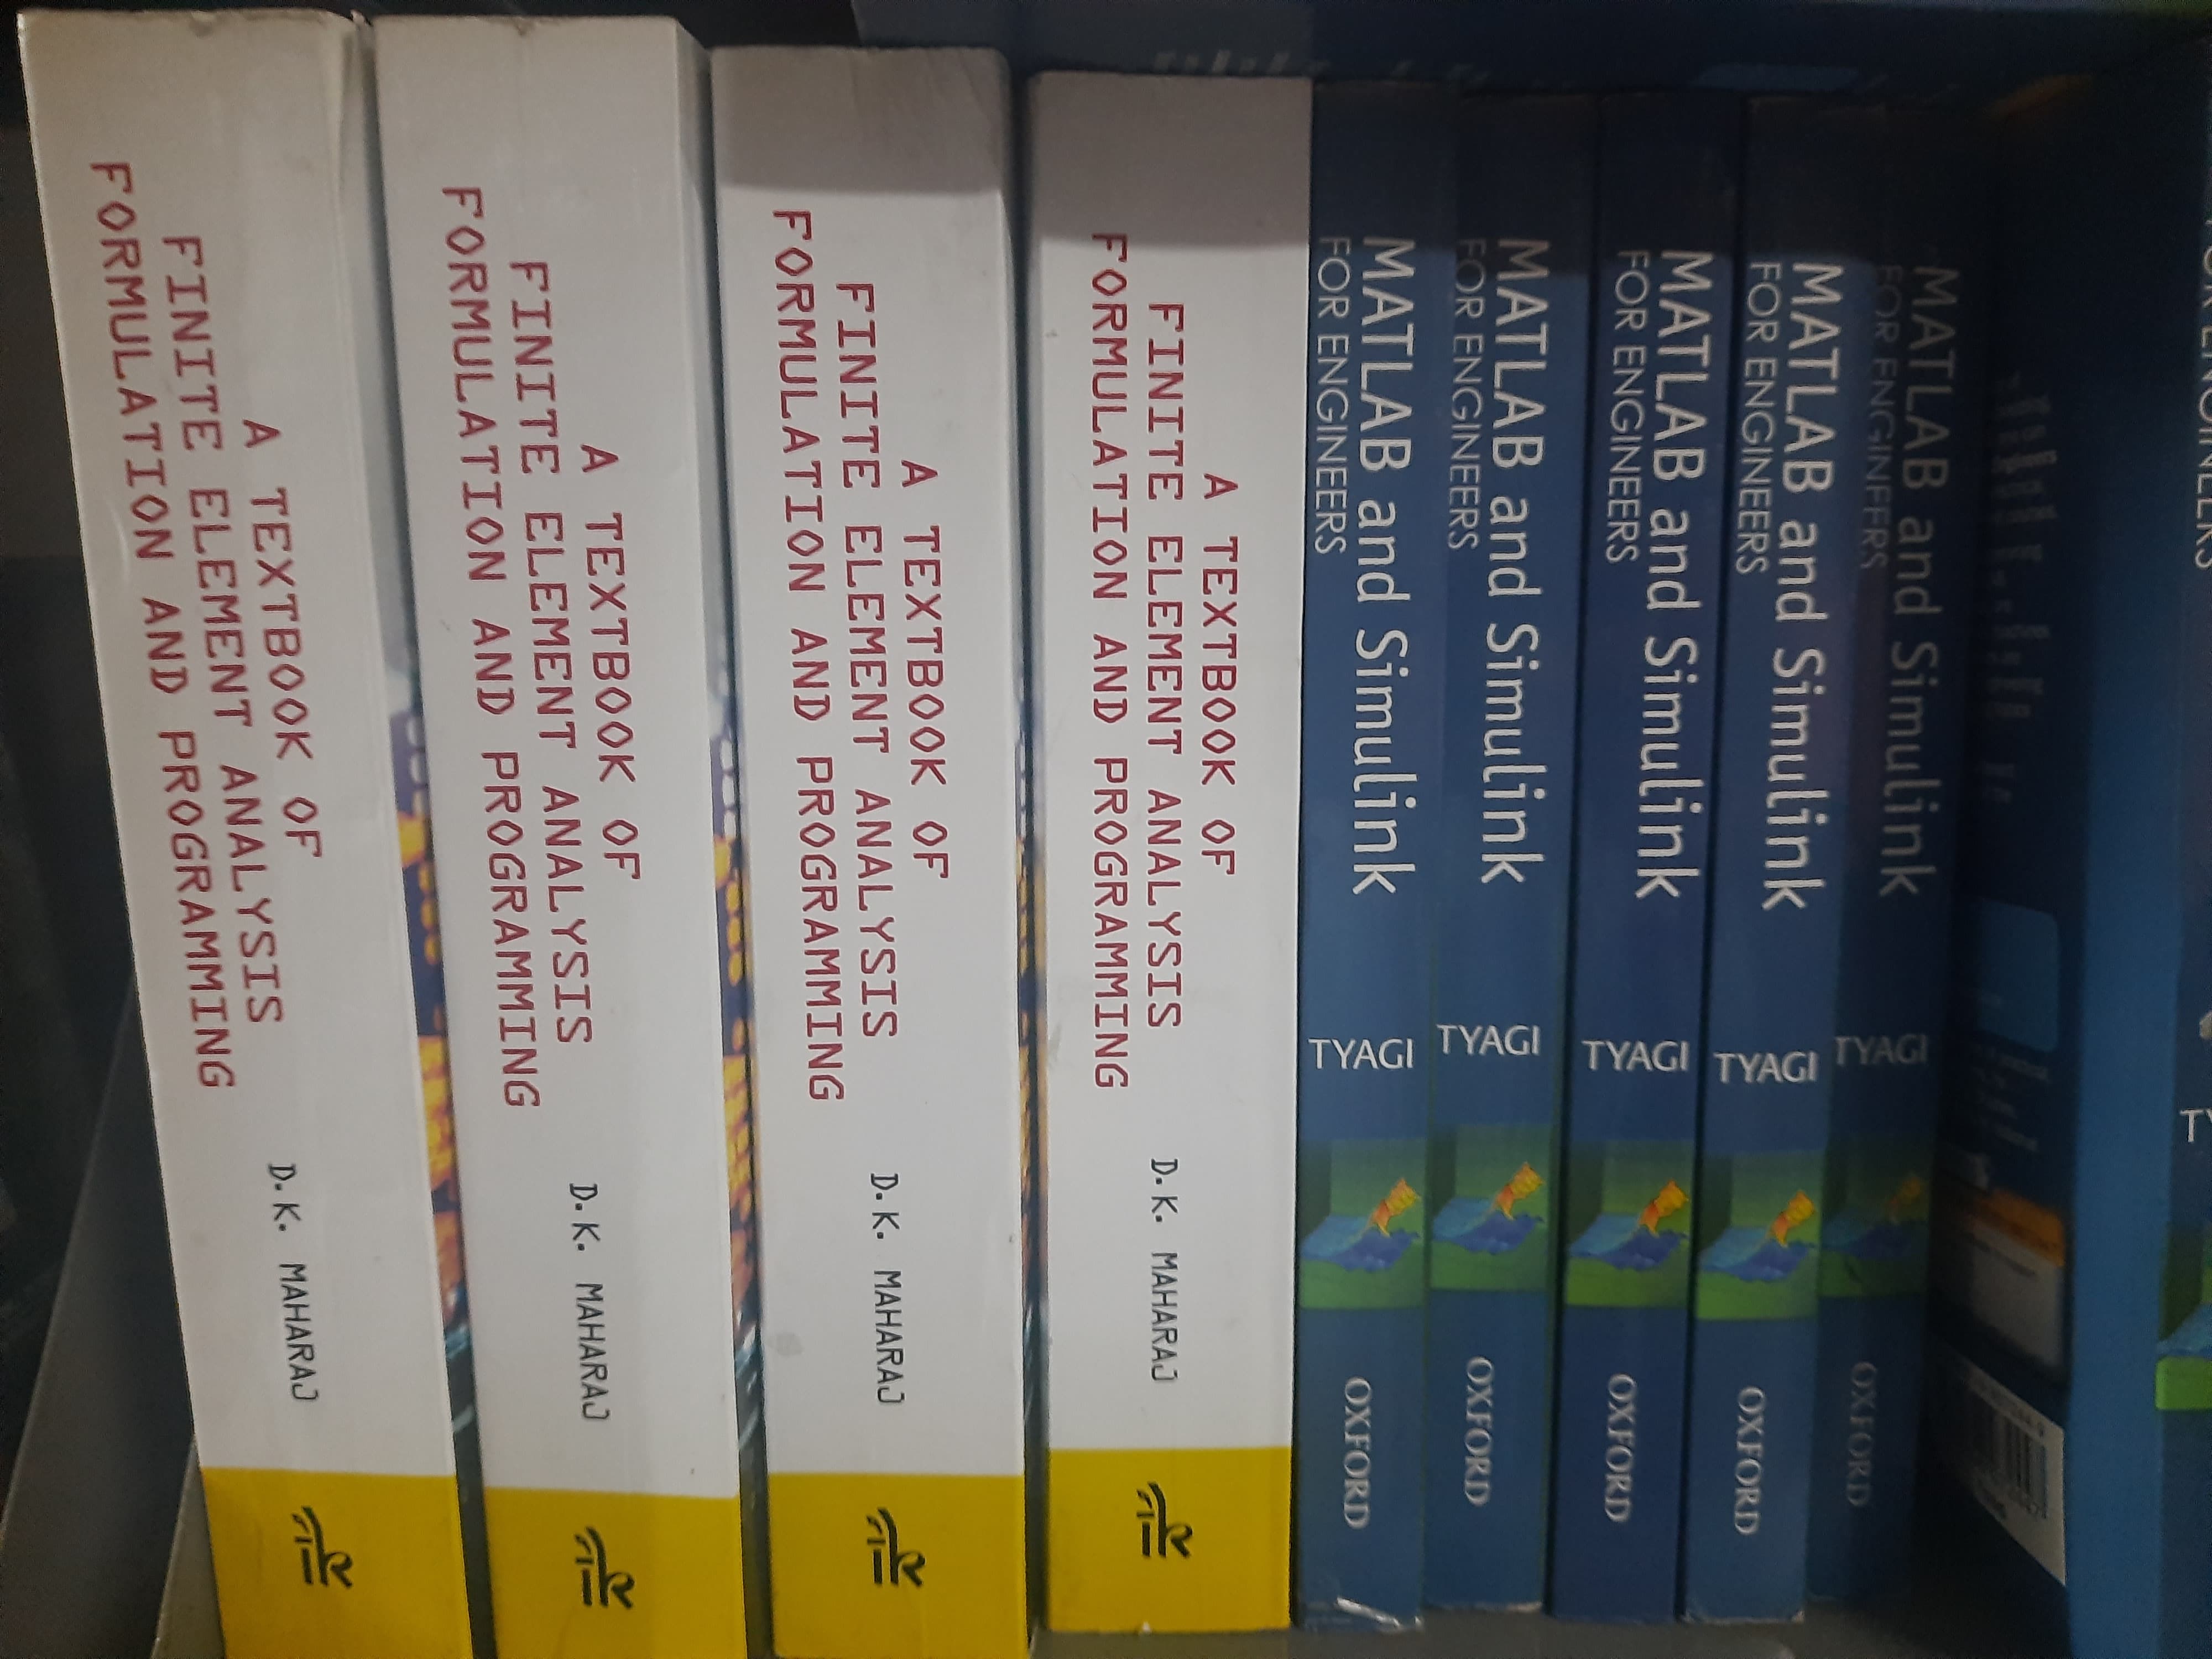 A TEXTBOOK OF
FINITE ELEMENT ANALYSIS
FORMULATION AND PROGRAMMING
D.K. MAHARAJ
A TEXTBOOK OF
FINITE ELEMENT ANALYSIS
FORMULATION AND PROGRAMMING
D.K. MAHARAJ
A TEXTBOOK OF
FINITE ELEMENT ANALYSIS
FORMULATION AND PROGRAMMING
D.K. MAHARAJ
A TEXTBOOK OF
FINITE ELEMENT ANALYSIS
FORMULATION AND PROGRAMMING
D.K. MAHARAJ
MATLAB and Simulink
FOR ENGINEERS
TYAGI
OXFORD
MATLAB and Simulink
FOR ENGINEERS
TYAGI
OXFORD
MATLAB and Simulink
FOR ENGINEERS
TYAGI
OXFORD
MATLAB and Simulink
FOR ENGINEERS
TYAGI
OXFORD
MATLAB and Simulink
FOR ENGINEERS
TYAGI
OXFORD